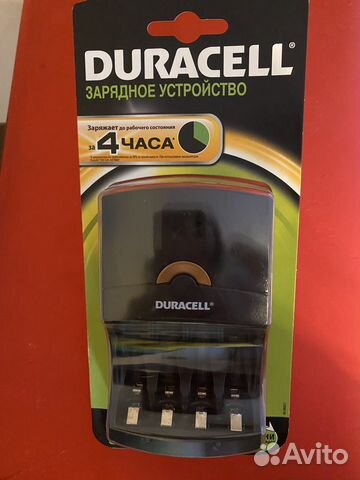 DURACELL®
ЗАРЯДНОЕ УСТРОЙСТВО
Заряжает до рабочего состояния
за 4 ЧАСА*
DURACELL®
Avito